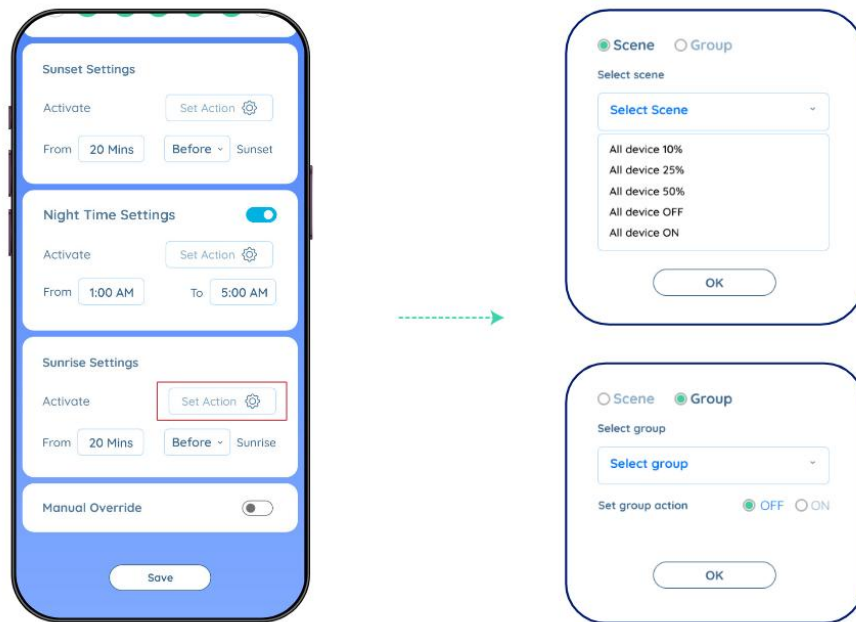 Sunset Settings
Activate Set Action
From 20 Mins Before Sunset
Night Time Settings
Activate Set Action
From 1:00 AM To 5:00 AM
Sunrise Settings
Activate Set Action
From 20 Mins Before Sunrise
Manual Override
Save
Scene Group
Select scene
Select Scene
All device 10%
All device 25%
All device 50%
All device OFF
All device ON
OK
Scene Group
Select group
Select group
Set group action OFF ON
OK